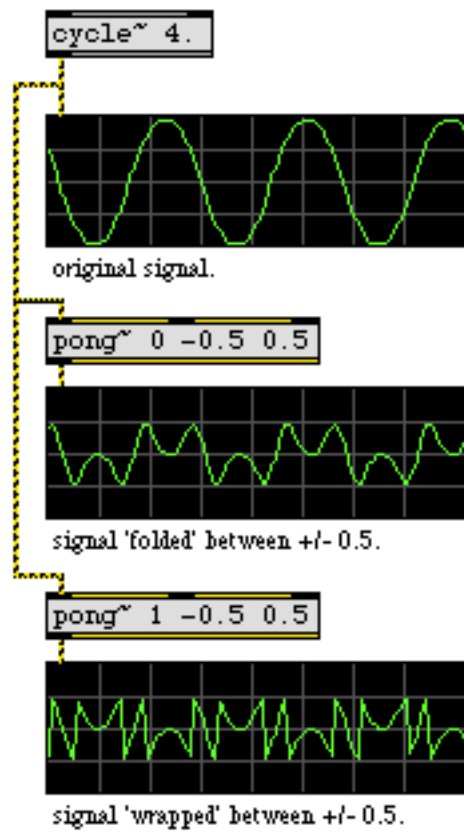 cycle~ 4.
original signal.
pong~ 0 -0.5 0.5
signal 'folded' between +/- 0.5.
pong~ 1 -0.5 0.5
signal 'wrapped' between +/- 0.5.